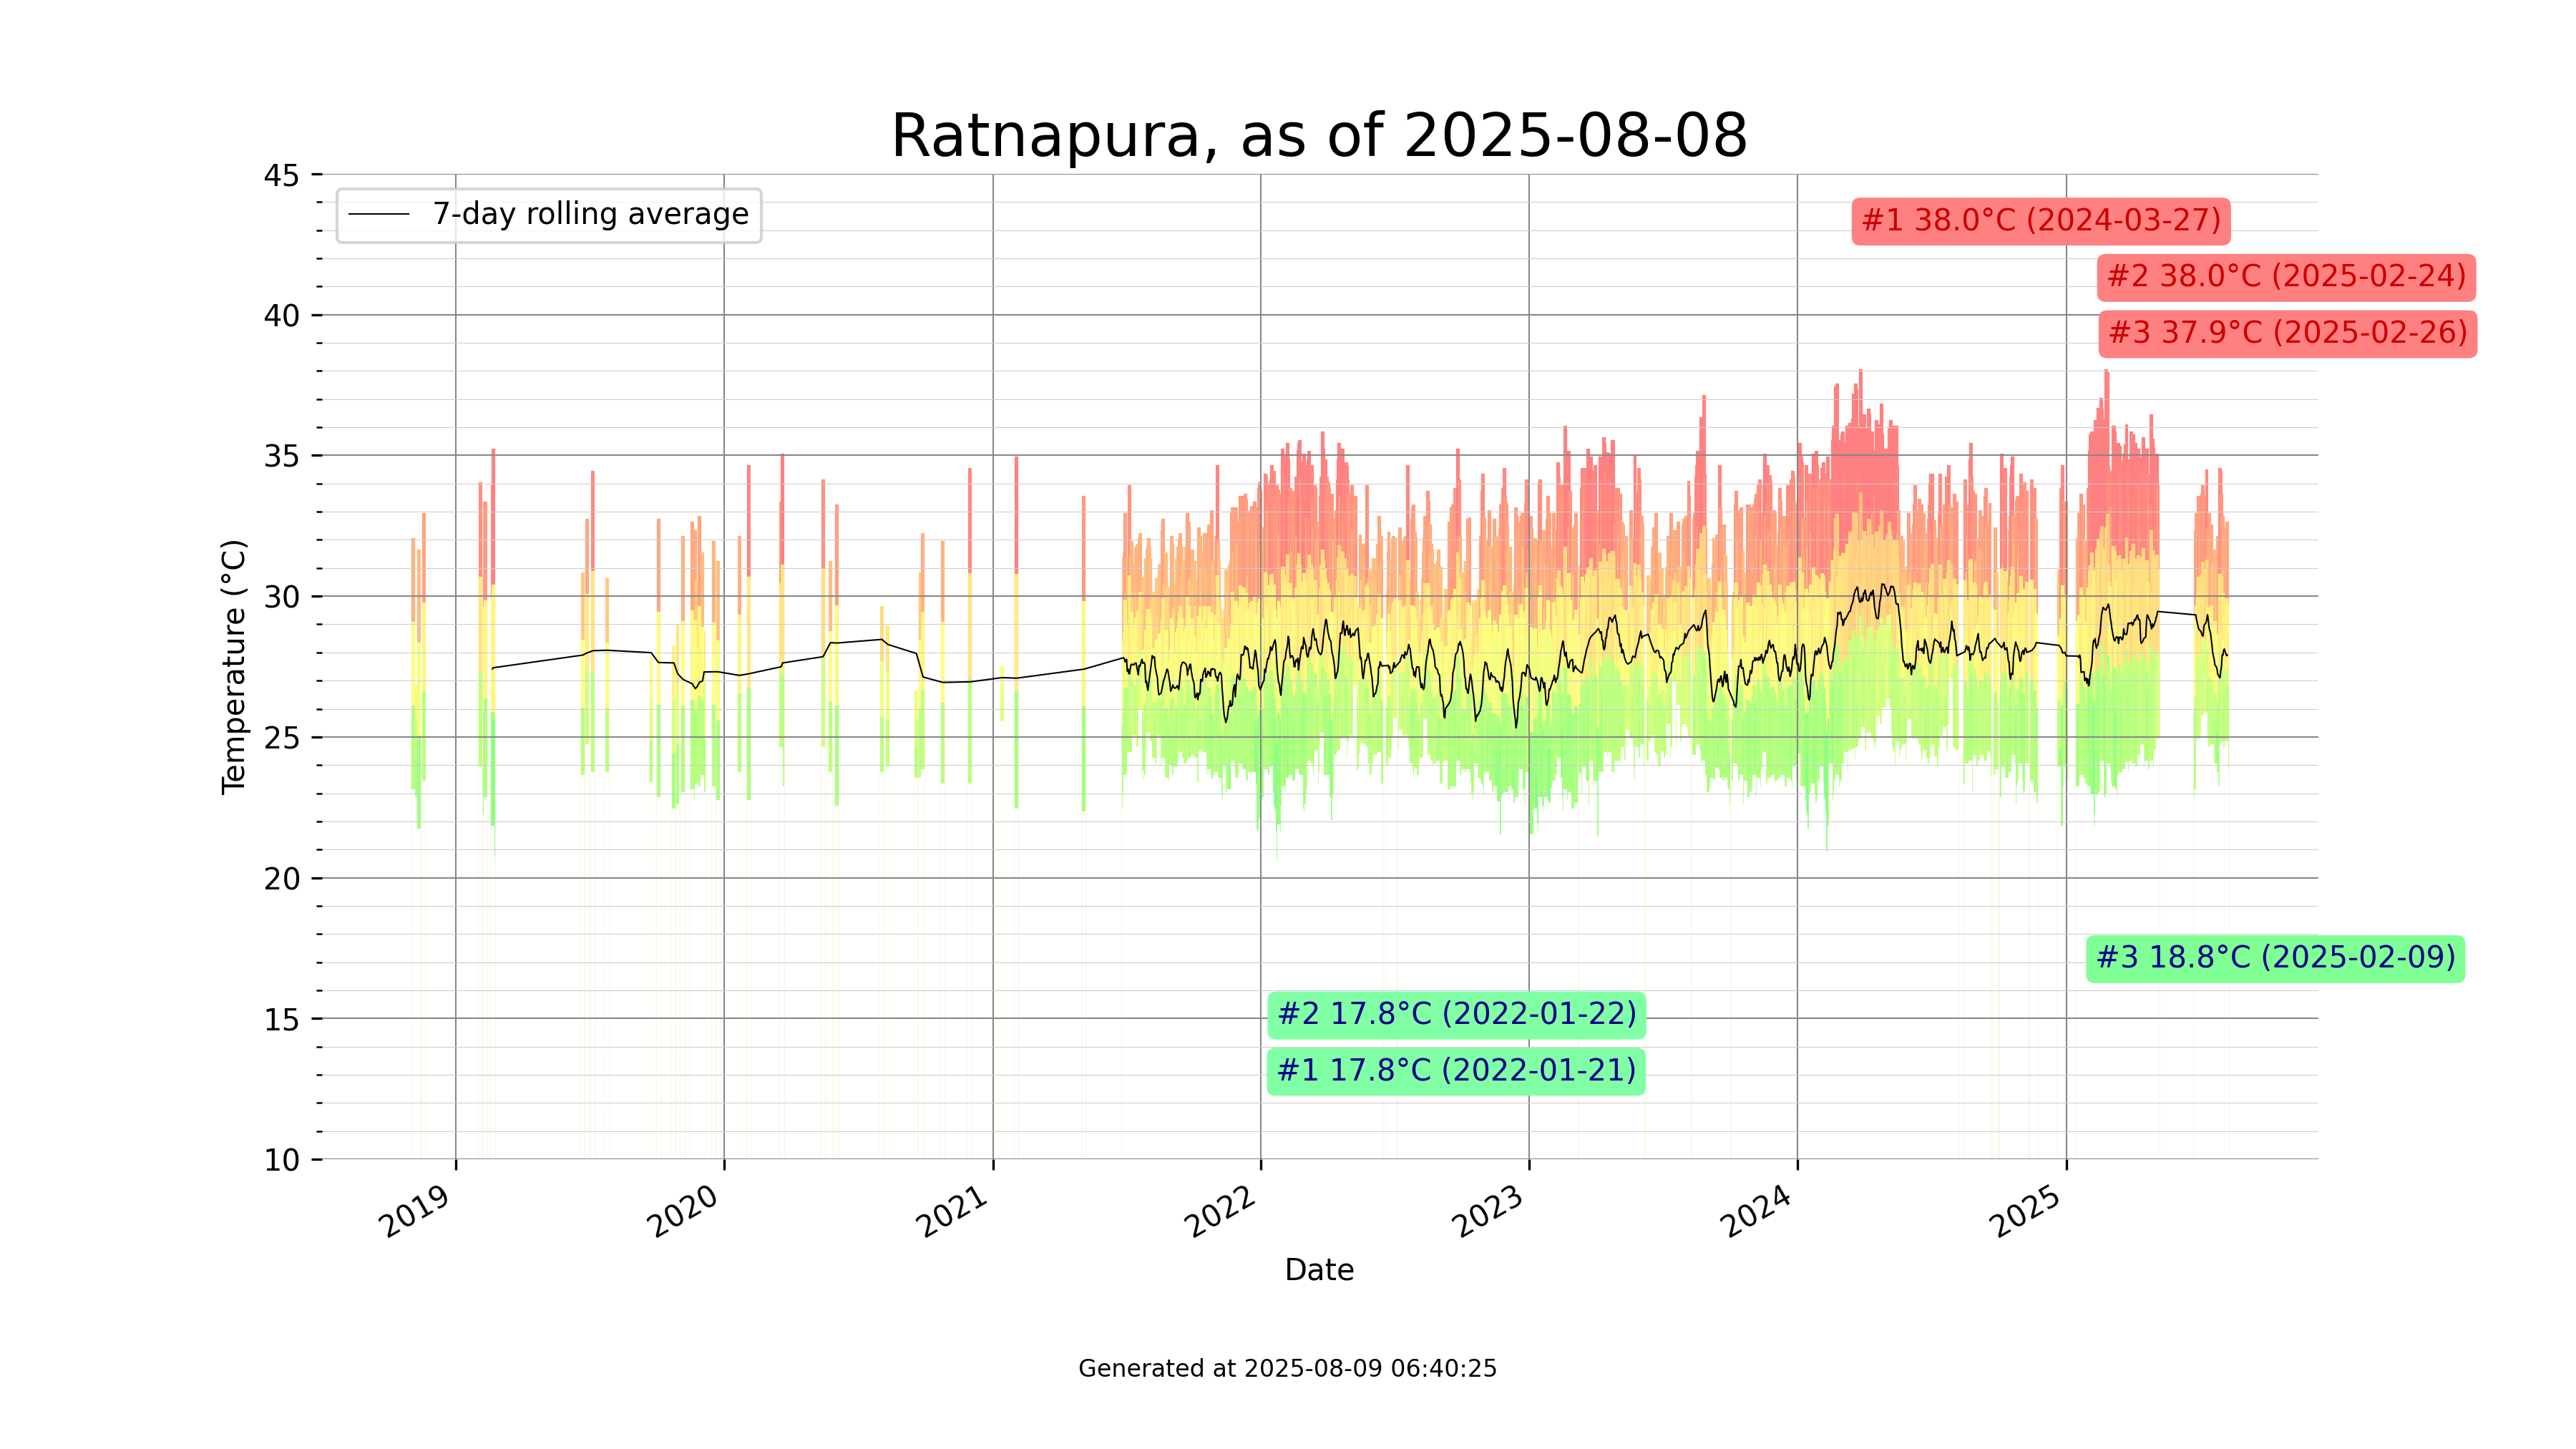 Ratnapura, as of 2025-08-08
45
40
35
30
25
20
15
10
Temperature (°C)
7-day rolling average
#1 38.0°C (2024-03-27)
#2 38.0°C (2025-02-24)
#3 37.9°C (2025-02-26)
#3 18.8°C (2025-02-09)
#2 17.8°C (2022-01-22)
#1 17.8°C (2022-01-21)
2019
2020
2021
2022
2023
2024
2025
Date
Generated at 2025-08-09 06:40:25